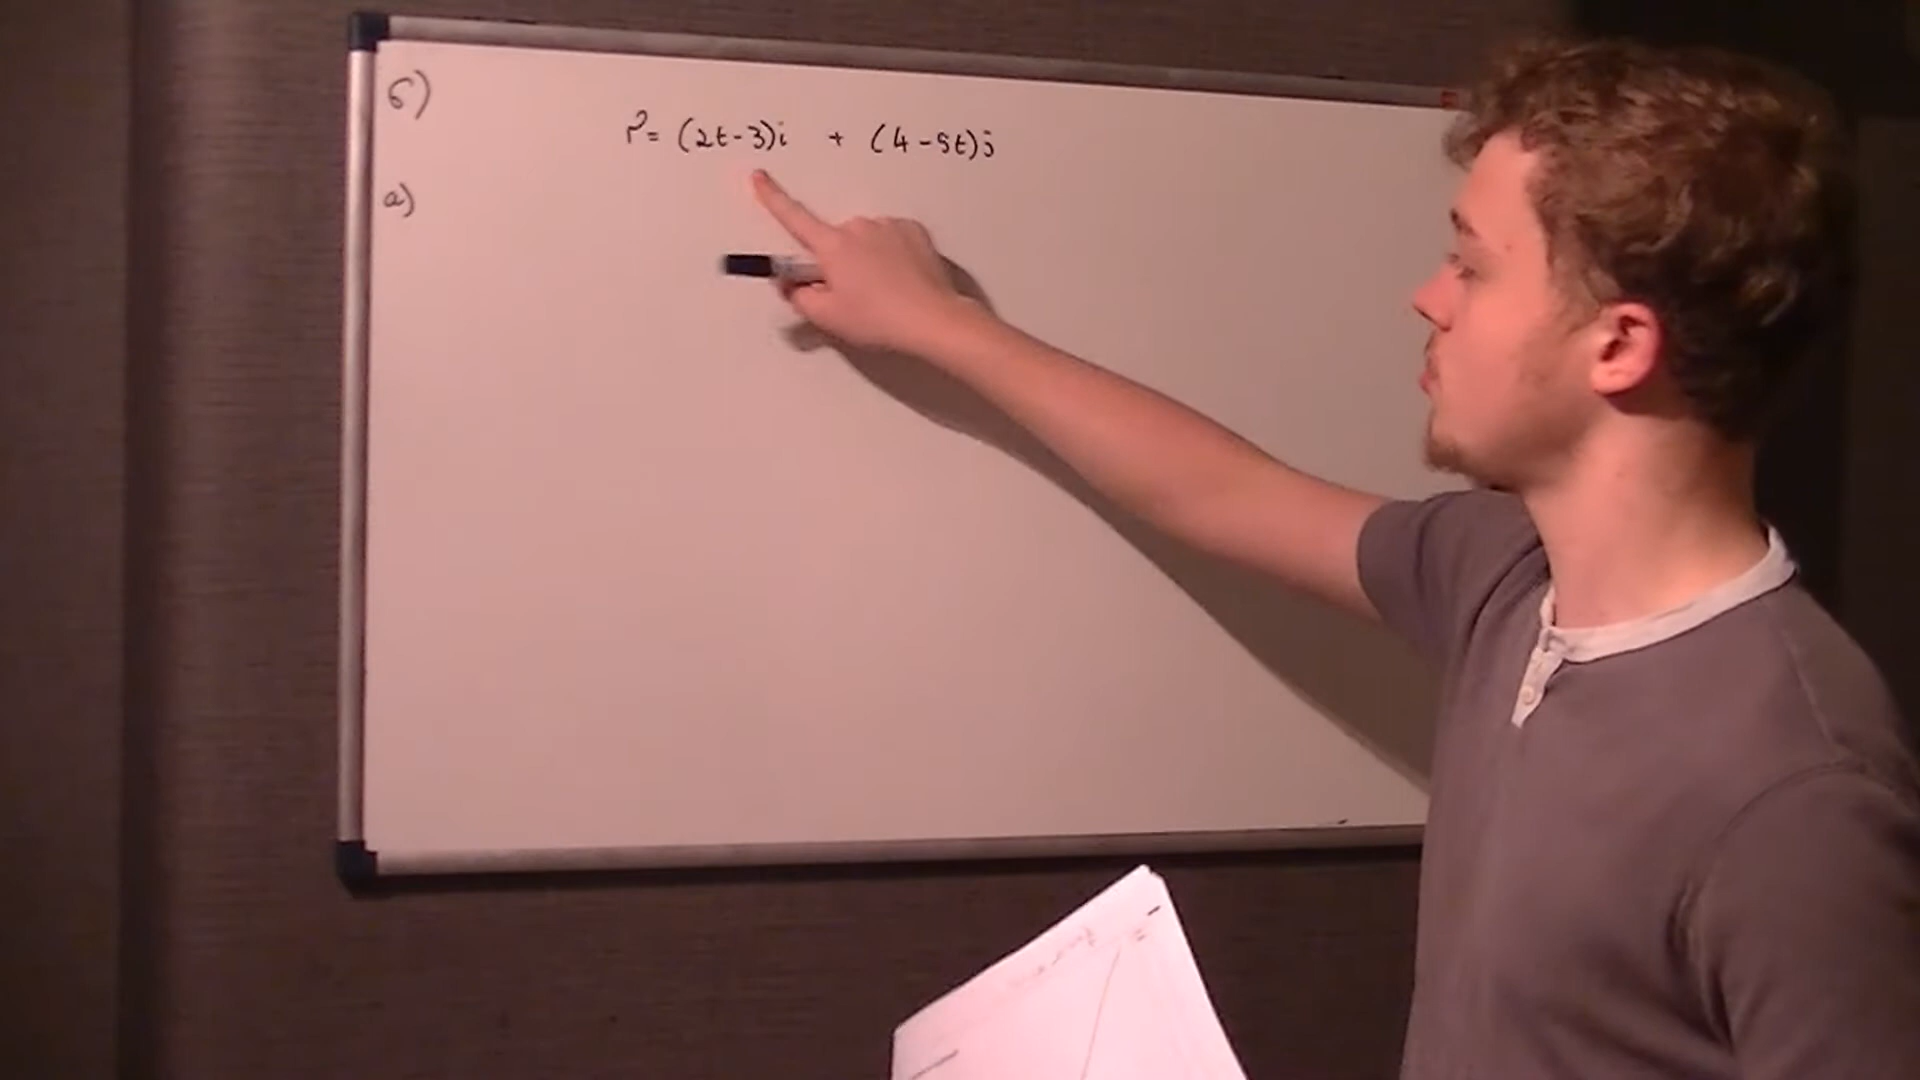 6)
r = (2t-3)i + (4-5t)j
a)